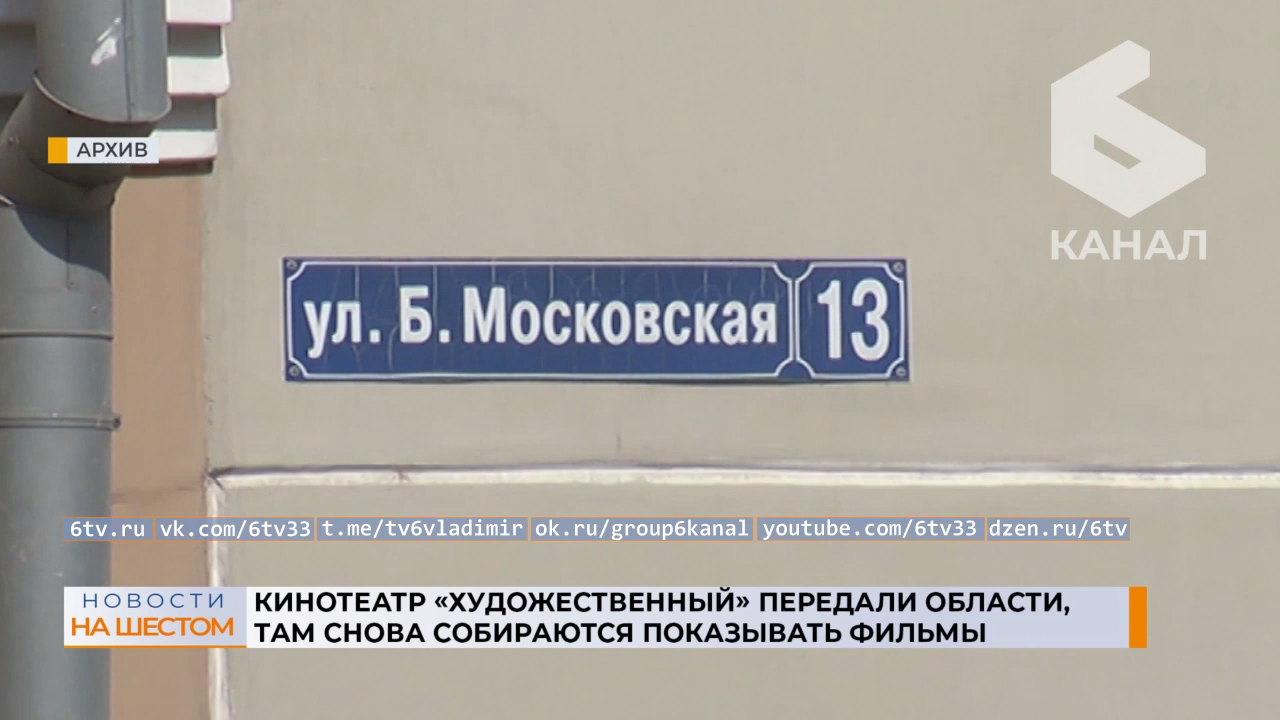 АРХИВ
6
КАНАЛ
ул. Б. Московская 13
6tv.ru vk.com/6tv33 t.me/tv6vladimir ok.ru/group6kanal youtube.com/6tv33 dzen.ru/6tv
НОВОСТИ
НА ШЕСТОМ
КИНОТЕАТР «ХУДОЖЕСТВЕННЫЙ» ПЕРЕДАЛИ ОБЛАСТИ,
ТАМ СНОВА СОБИРАЮТСЯ ПОКАЗЫВАТЬ ФИЛЬМЫ